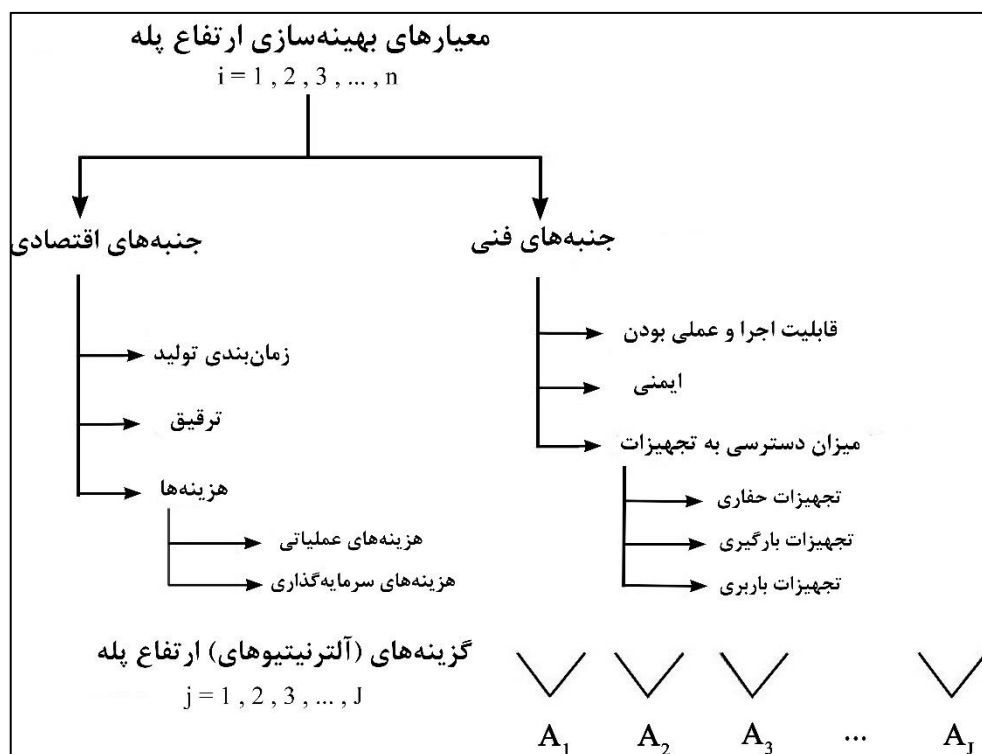 معیارهای بهینه‌سازی ارتفاع پله
i = 1 , 2 , 3 , ... , n
جنبه‌های فنی
قابلیت اجرا و عملی بودن
ایمنی
میزان دسترسی به تجهیزات
تجهیزات حفاری
تجهیزات بارگیری
تجهیزات باربری
جنبه‌های اقتصادی
زمان‌بندی تولید
ترقیق
هزینه‌ها
هزینه‌های عملیاتی
هزینه‌های سرمایه‌گذاری
گزینه‌های (آلترنیتیوهای) ارتفاع پله
j = 1 , 2 , 3 , ... , J
A1 A2 A3 ... AJ